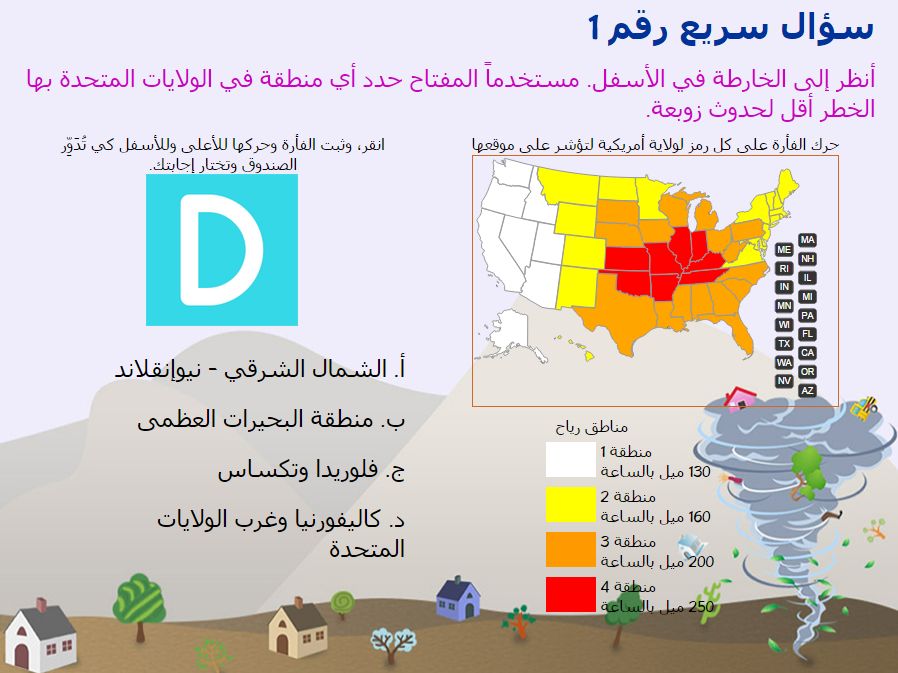 سؤال سريع رقم 1
أنظر إلى الخارطة في الأسفل. مستخدماً المفتاح حدد أي منطقة في الولايات المتحدة بها
الخطر أقل لحدوث زوبعة.
حرك الفأرة على كل رمز لولاية أمريكية لتؤشر على موقعها
انقر، وثبت الفأرة وحركها للأعلى وللأسفل كي تُدَوِّر
الصندوق وتختار إجابتك.
D
أ. الشمال الشرقي - نيوإنقلاند
ب. منطقة البحيرات العظمى
ج. فلوريدا وتكساس
د. كاليفورنيا وغرب الولايات
المتحدة
MA
ME
NH
RI
IL
IN
MI
MN
PA
WI
FL
TX
CA
WA
OR
NV
AZ
مناطق رياح
منطقة 1
130 ميل بالساعة
منطقة 2
160 ميل بالساعة
منطقة 3
200 ميل بالساعة
منطقة 4
250 ميل بالساعة